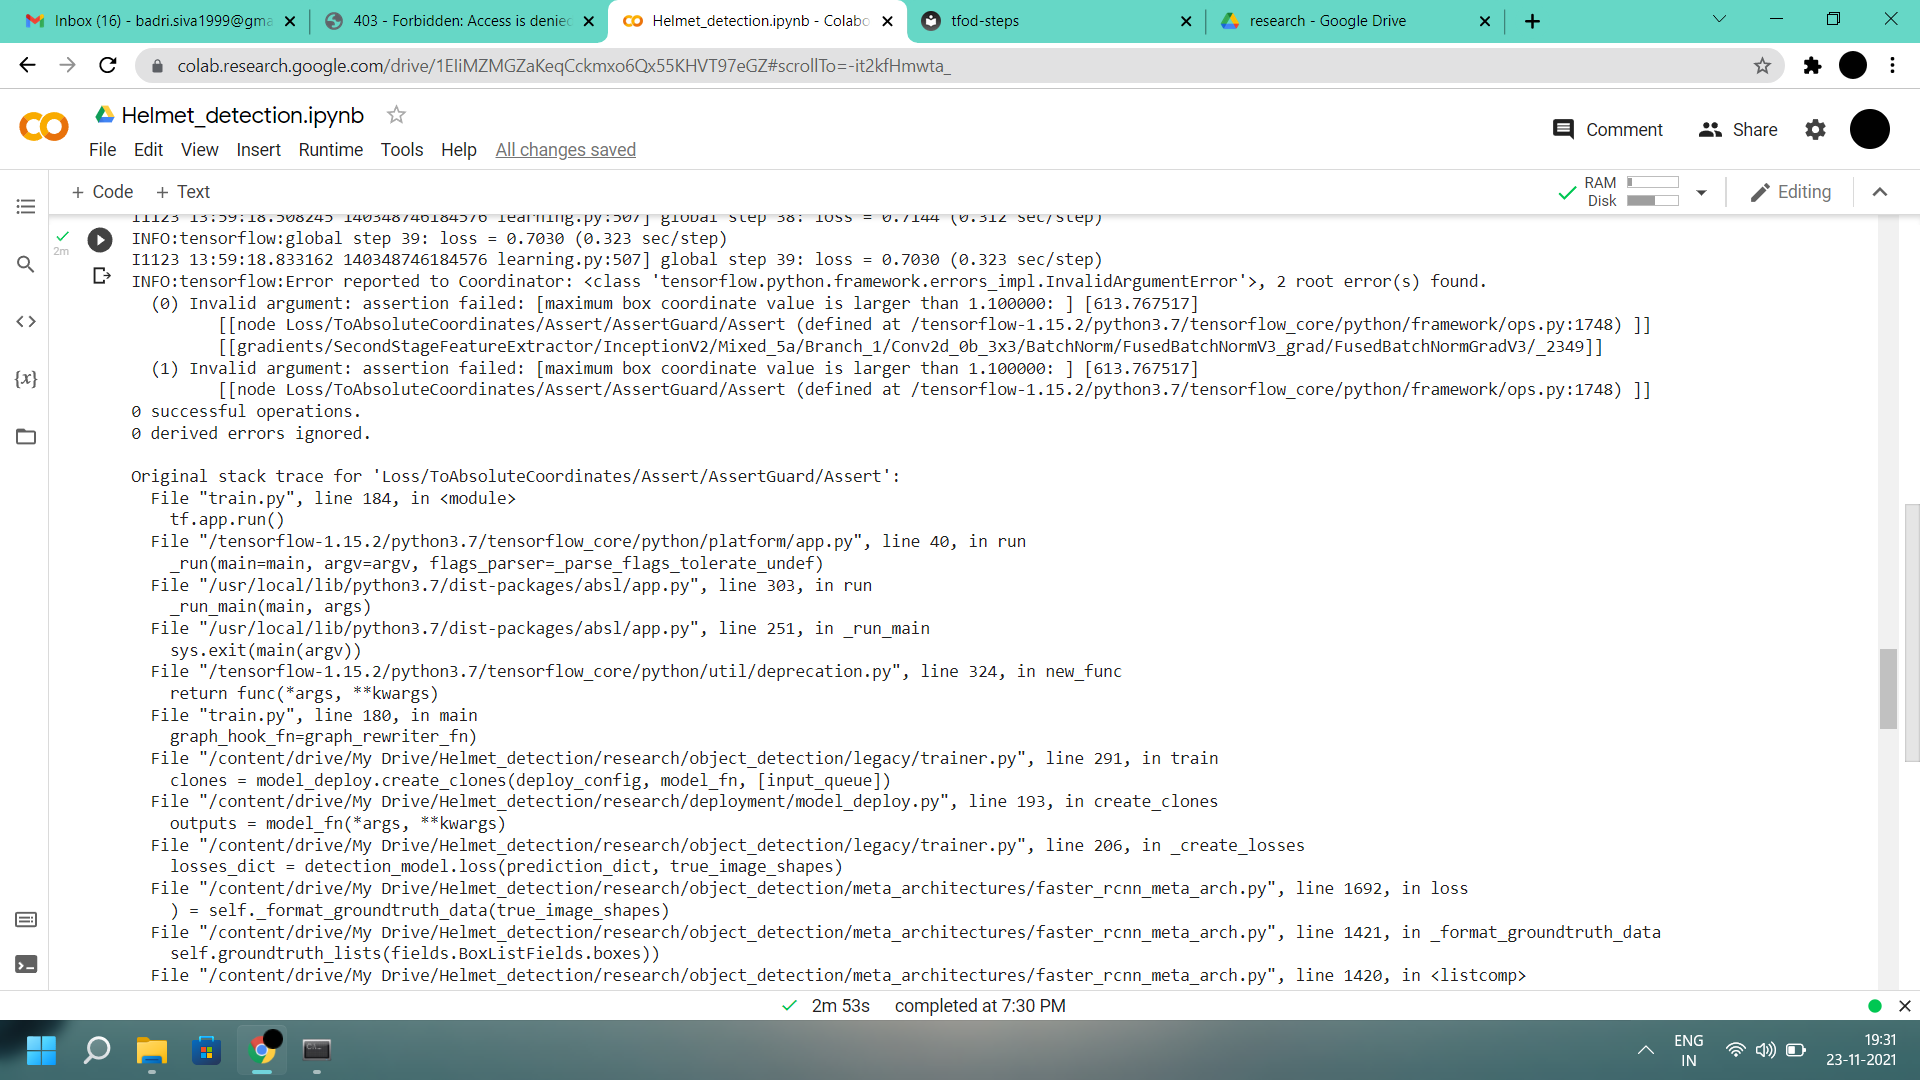 Inbox (16) - badri.siva1999@gma
403 - Forbidden: Access is denied
Helmet_detection.ipynb - Colabo
tfod-steps
research - Google Drive
colab.research.google.com/drive/1EIiMZMGZaKeqCckmxo6Qx55KHVT97eGZ#scrollTo=-it2kfHmwta_
Helmet_detection.ipynb
File Edit View Insert Runtime Tools Help All changes saved
Comment Share
+ Code + Text
RAM
Disk
Editing
I1123 13:59:18.508245 140348746184576 learning.py:507] global step 38: loss = 0.7144 (0.312 sec/step)
2m
INFO:tensorflow:global step 39: loss = 0.7030 (0.323 sec/step)
I1123 13:59:18.833162 140348746184576 learning.py:507] global step 39: loss = 0.7030 (0.323 sec/step)
INFO:tensorflow:Error reported to Coordinator: <class 'tensorflow.python.framework.errors_impl.InvalidArgumentError'>, 2 root error(s) found.
(0) Invalid argument: assertion failed: [maximum box coordinate value is larger than 1.100000: ] [613.767517]
[[node Loss/ToAbsoluteCoordinates/Assert/AssertGuard/Assert (defined at /tensorflow-1.15.2/python3.7/tensorflow_core/python/framework/ops.py:1748) ]]
[[gradients/SecondStageFeatureExtractor/InceptionV2/Mixed_5a/Branch_1/Conv2d_0b_3x3/BatchNorm/FusedBatchNormV3_grad/FusedBatchNormGradV3/_2349]]
(1) Invalid argument: assertion failed: [maximum box coordinate value is larger than 1.100000: ] [613.767517]
[[node Loss/ToAbsoluteCoordinates/Assert/AssertGuard/Assert (defined at /tensorflow-1.15.2/python3.7/tensorflow_core/python/framework/ops.py:1748) ]]
0 successful operations.
0 derived errors ignored.
Original stack trace for 'Loss/ToAbsoluteCoordinates/Assert/AssertGuard/Assert':
File "train.py", line 184, in <module>
tf.app.run()
File "/tensorflow-1.15.2/python3.7/tensorflow_core/python/platform/app.py", line 40, in run
_run(main=main, argv=argv, flags_parser=_parse_flags_tolerate_undef)
File "/usr/local/lib/python3.7/dist-packages/absl/app.py", line 303, in run
_run_main(main, args)
File "/usr/local/lib/python3.7/dist-packages/absl/app.py", line 251, in _run_main
sys.exit(main(argv))
File "/tensorflow-1.15.2/python3.7/tensorflow_core/python/util/deprecation.py", line 324, in new_func
return func(*args, **kwargs)
File "train.py", line 180, in main
graph_hook_fn=graph_rewriter_fn)
File "/content/drive/My Drive/Helmet_detection/research/object_detection/legacy/trainer.py", line 291, in train
clones = model_deploy.create_clones(deploy_config, model_fn, [input_queue])
File "/content/drive/My Drive/Helmet_detection/research/deployment/model_deploy.py", line 193, in create_clones
outputs = model_fn(*args, **kwargs)
File "/content/drive/My Drive/Helmet_detection/research/object_detection/legacy/trainer.py", line 206, in _create_losses
losses_dict = detection_model.loss(prediction_dict, true_image_shapes)
File "/content/drive/My Drive/Helmet_detection/research/object_detection/meta_architectures/faster_rcnn_meta_arch.py", line 1692, in loss
) = self._format_groundtruth_data(true_image_shapes)
File "/content/drive/My Drive/Helmet_detection/research/object_detection/meta_architectures/faster_rcnn_meta_arch.py", line 1421, in _format_groundtruth_data
self.groundtruth_lists(fields.BoxListFields.boxes))
File "/content/drive/My Drive/Helmet_detection/research/object_detection/meta_architectures/faster_rcnn_meta_arch.py", line 1420, in <listcomp>
2m 53s completed at 7:30 PM
ENG
IN
19:31
23-11-2021